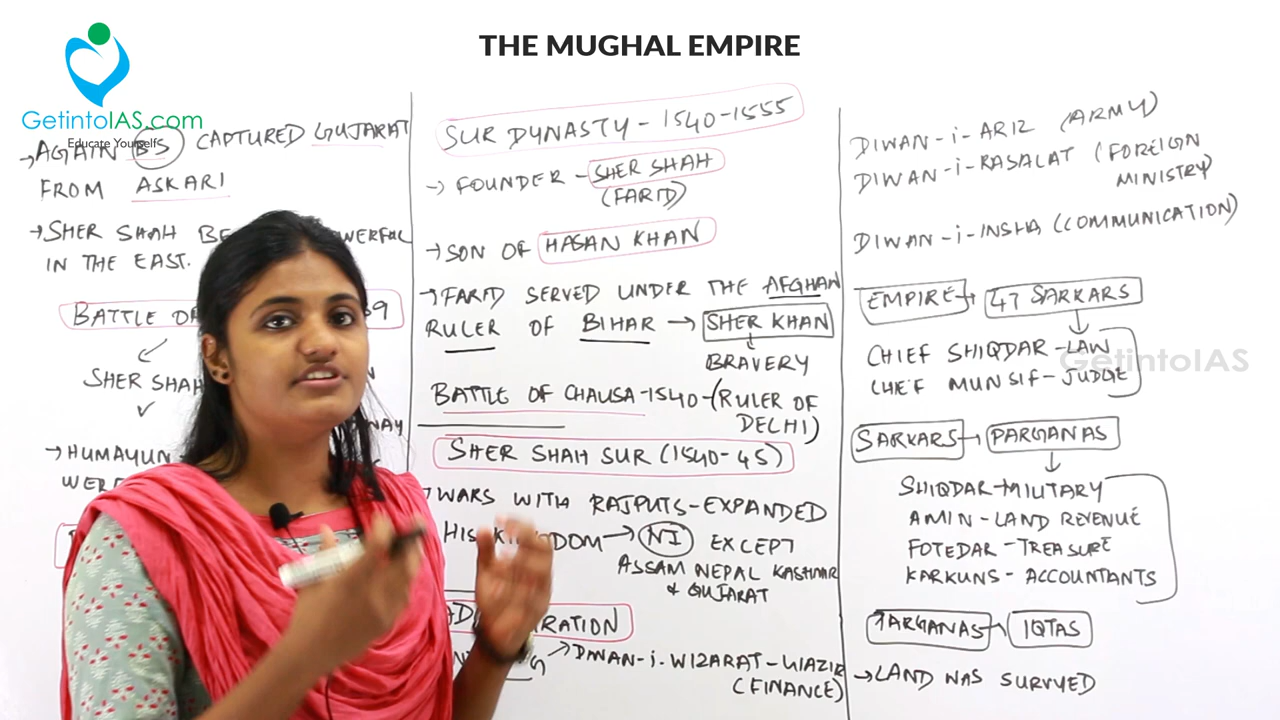 THE MUGHAL EMPIRE
GetintoIAS.com
Educate Yourself
→ AGAIN BS CAPTURED GUJARAT
FROM ASKARI
→ SHER SHAH
IN THE EAST.
BATTLE
SHER SHAH
→ HUMAYUN
SUR DYNASTY - 1540-1555
→ FOUNDER - SHER SHAH
(FARID)
→ SON OF HASAN KHAN
→ FARID SERVED UNDER THE AFGHAN
RULER OF BIHAR → SHER KHAN
BRAVERY
BATTLE OF CHAUSA - 1540 - (RULER OF
DELHI)
SHER SHAH SUR (1540-45)
→ WARS WITH RAJPUTS - EXPANDED
HIS KINGDOM → NI EXCEPT
ASSAM NEPAL KASHMIR
& GUJARAT
DIWAN-i-WIZARAT - WAZIR
(FINANCE)
DIWAN-i-ARIZ (ARMY)
DIWAN-i-RASALAT (FOREIGN
MINISTRY)
DIWAN-i-INSHA (COMMUNICATION)
EMPIRE → 47 SARKARS
CHIEF SHIQDAR - LAW
CHIEF MUNSIF - JUDGE
GetintoIAS
SARKARS → PARGANAS
SHIQDAR - MILITARY
AMIN - LAND REVENUE
FOTEDAR - TREASURE
KARKUNS - ACCOUNTANTS
PARGANAS IQTAS
→ LAND WAS SURVYED